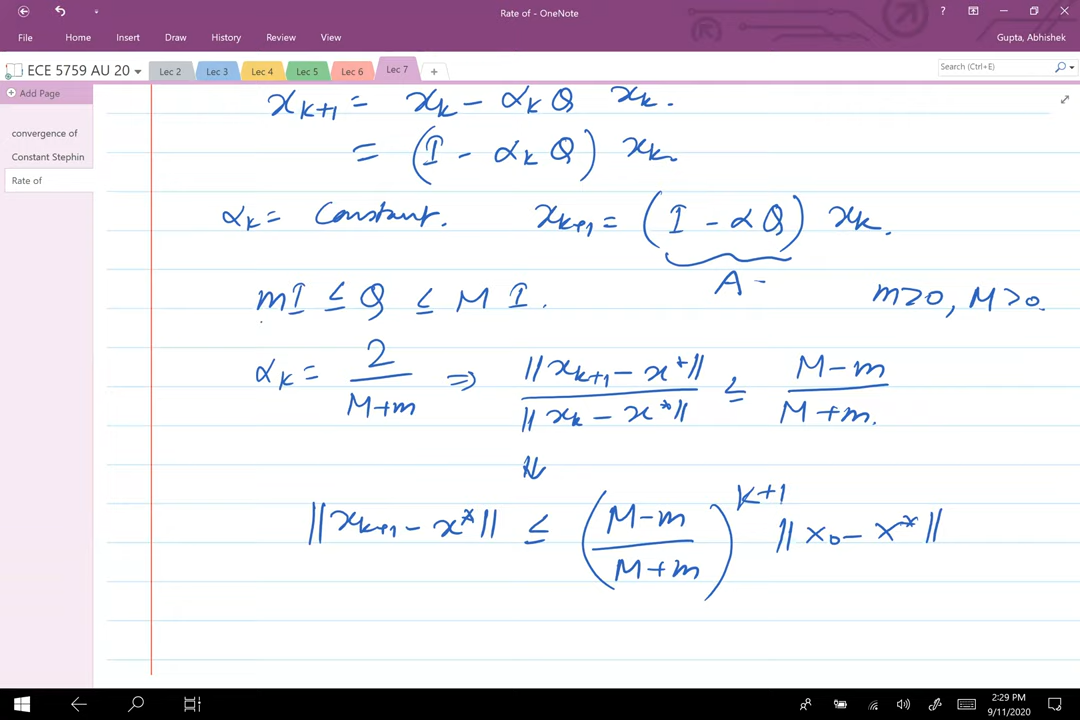 Rate of - OneNote
?
File Home Insert Draw History Review View
Gupta, Abhishek
ECE 5759 AU 20
Lec 2 Lec 3 Lec 4 Lec 5 Lec 6 Lec 7 +
Search (Ctrl+E)
Add Page
convergence of
Constant Stephin
Rate of
x_{k+1} = x_k - α_k Q x_k.
= (I - α_k Q) x_k
α_k = Constant. x_{k+1} = (I - αQ) x_k.
A
mI ≤ Q ≤ M I. m>0, M>0.
α_k = 2/(M+m) ⇒ ||x_{k+1} - x*||/||x_k - x*|| ≤ (M-m)/(M+m).
⇓
||x_{k+1} - x*|| ≤ ((M-m)/(M+m))^{k+1} ||x_0 - x*||
2:29 PM
9/11/2020